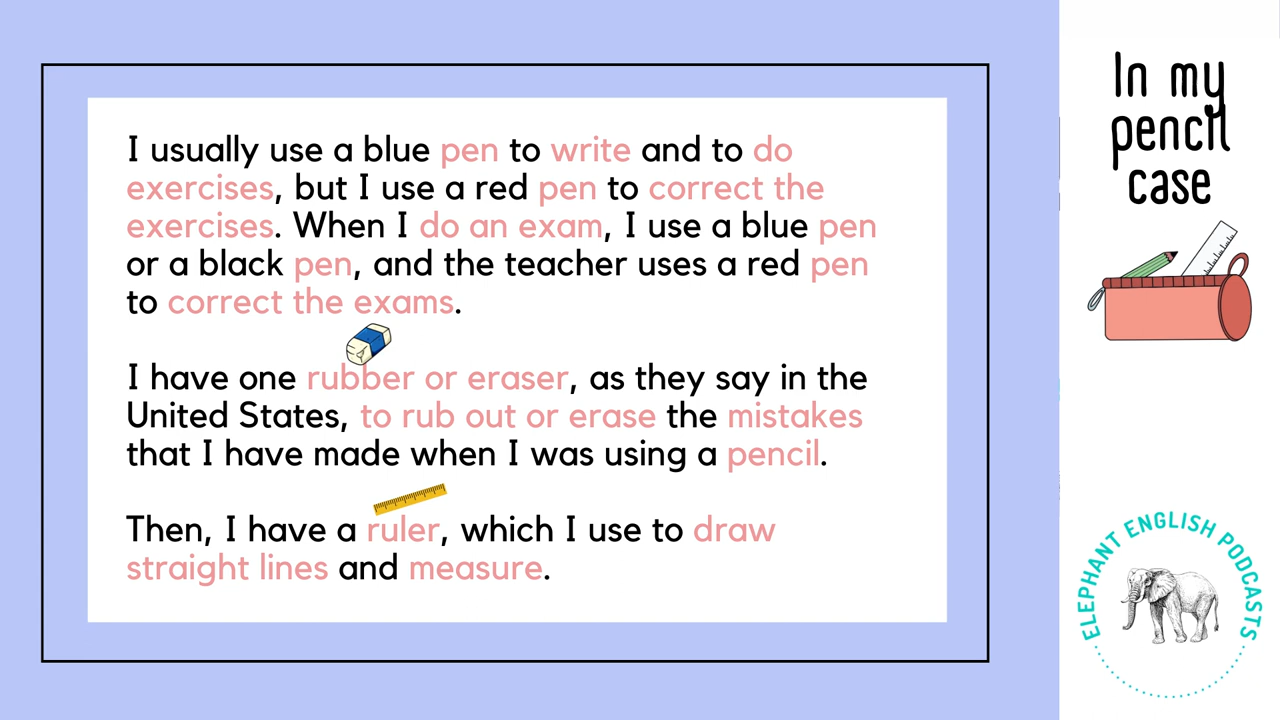 I usually use a blue pen to write and to do
exercises, but I use a red pen to correct the
exercises. When I do an exam, I use a blue pen
or a black pen, and the teacher uses a red pen
to correct the exams.
I have one rubber or eraser, as they say in the
United States, to rub out or erase the mistakes
that I have made when I was using a pencil.
Then, I have a ruler, which I use to draw
straight lines and measure.
In my
pencil
case
ELEPHANT ENGLISH PODCASTS